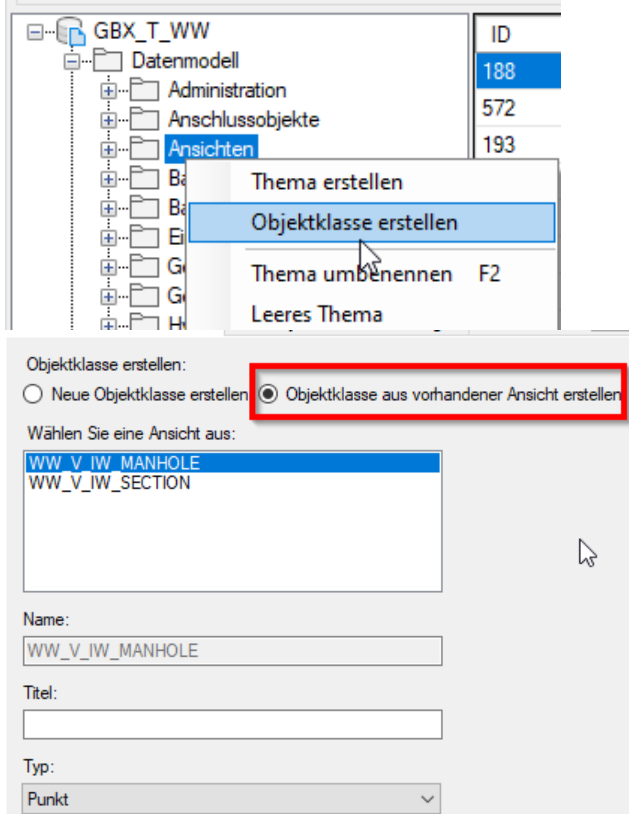 GBX_T_WW
ID
Datenmodell
188
Administration
Anschlussobjekte
572
Ansichten
193
Thema erstellen
Objektklasse erstellen
Thema umbenennen F2
Leeres Thema
Objektklasse erstellen:
Neue Objektklasse erstellen
Objektklasse aus vorhandener Ansicht erstellen
Wählen Sie eine Ansicht aus:
WW_V_IW_MANHOLE
WW_V_IW_SECTION
Name:
WW_V_IW_MANHOLE
Titel:
Typ:
Punkt